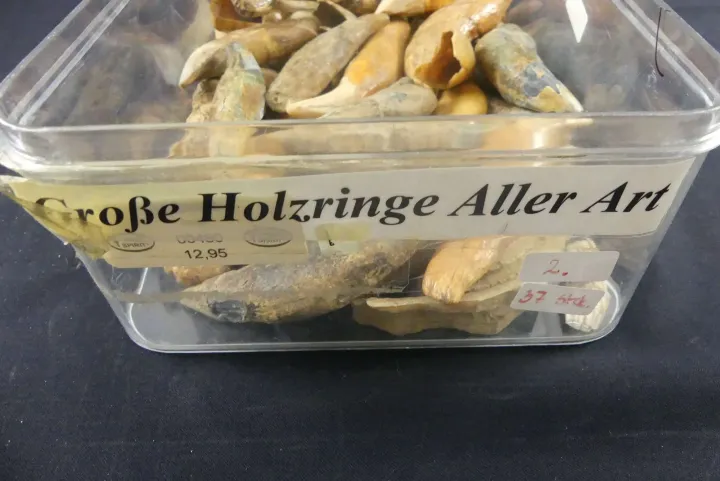 Große Holzringe Aller Art
12,95
2.
37 Stck.